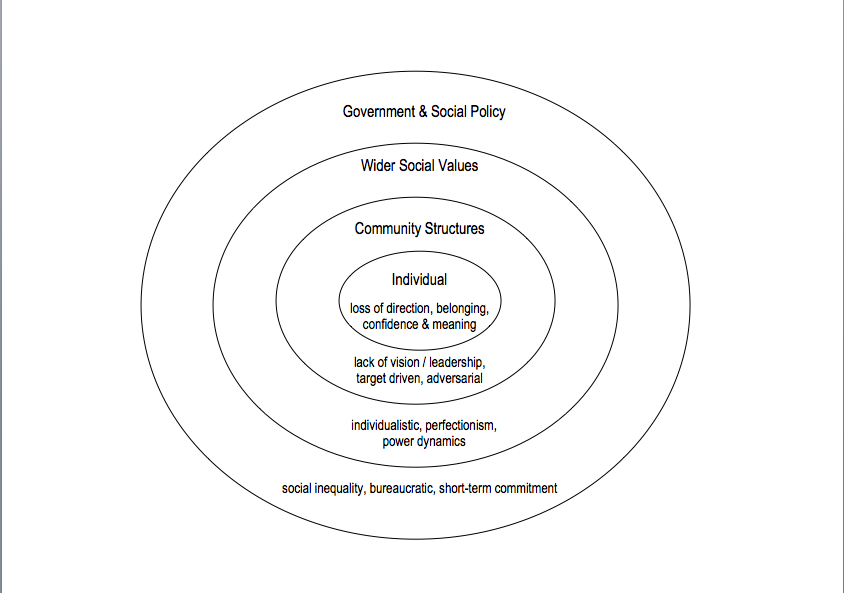 Government & Social Policy
Wider Social Values
Community Structures
Individual
loss of direction, belonging,
confidence & meaning
lack of vision / leadership,
target driven, adversarial
individualistic, perfectionism,
power dynamics
social inequality, bureaucratic, short-term commitment